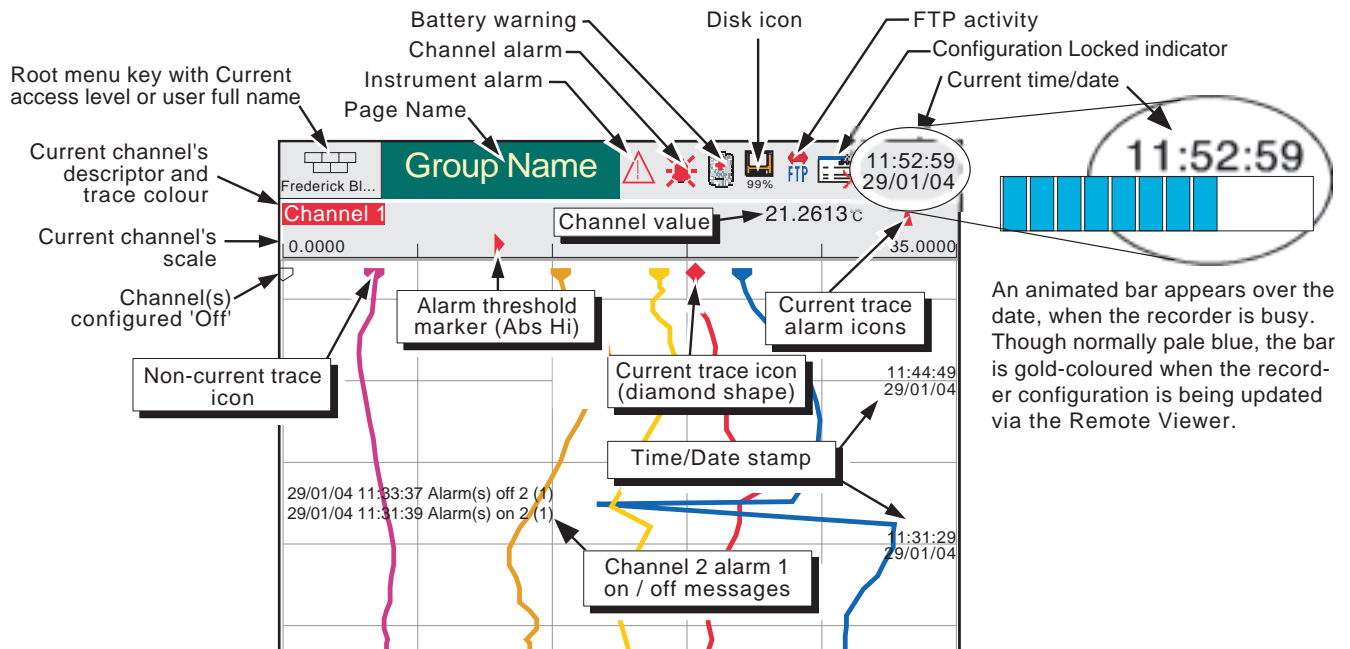 Battery warning
Disk icon
FTP activity
Channel alarm
Configuration Locked indicator
Root menu key with Current
access level or user full name
Instrument alarm
Current time/date
Page Name
Current channel's
descriptor and
trace colour
Frederick Bl...
Group Name
99%
FTP
11:52:59
29/01/04
11:52:59
Channel 1
Channel value
21.2613°C
Current channel's
scale
0.0000
35.0000
Channel(s)
configured 'Off'
Alarm threshold
marker (Abs Hi)
Current trace
alarm icons
An animated bar appears over the
date, when the recorder is busy.
Though normally pale blue, the bar
is gold-coloured when the record-
er configuration is being updated
via the Remote Viewer.
Non-current trace
icon
Current trace icon
(diamond shape)
11:44:49
29/01/04
Time/Date stamp
29/01/04 11:33:37 Alarm(s) off 2 (1)
29/01/04 11:31:39 Alarm(s) on 2 (1)
11:31:29
29/01/04
Channel 2 alarm 1
on / off messages